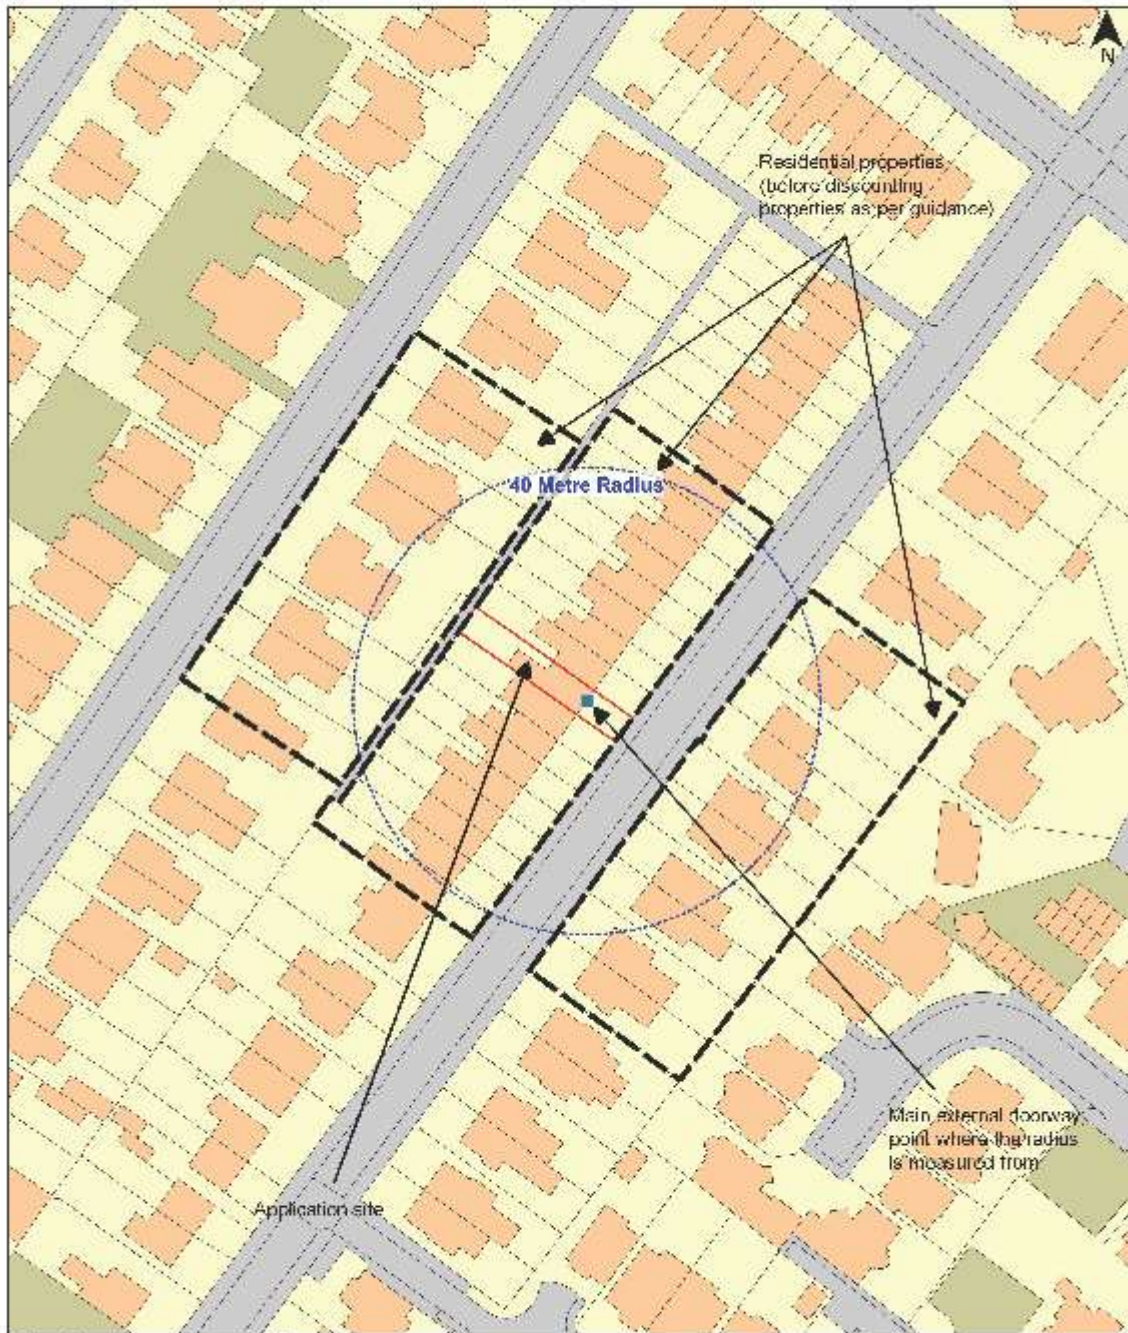 N
Residential properties
(before discounting
properties as per guidance)
40 Metre Radius
Main external doorway
point where the radius
is measured from
Application site